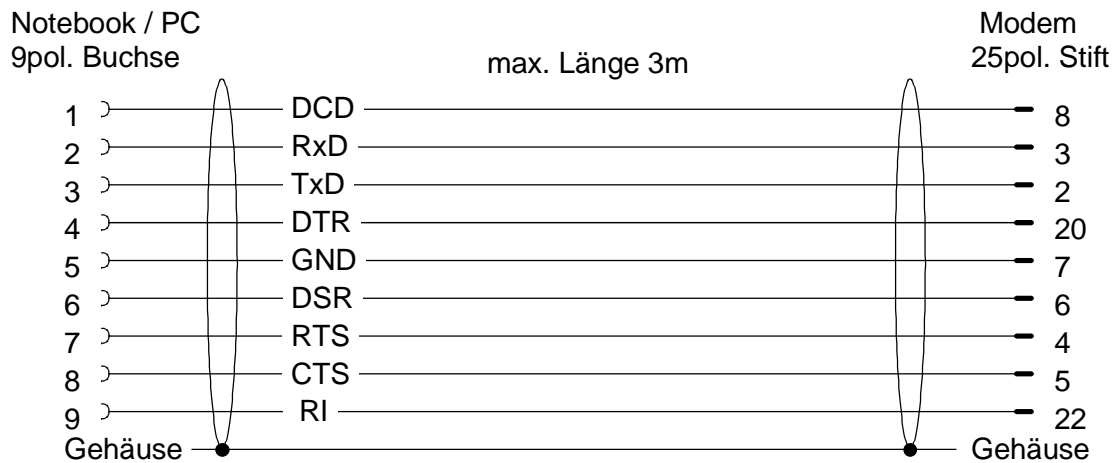 Notebook / PC
9pol. Buchse
max. Länge 3m
Modem
25pol. Stift
1 DCD 8
2 RxD 3
3 TxD 2
4 DTR 20
5 GND 7
6 DSR 6
7 RTS 4
8 CTS 5
9 RI 22
Gehäuse Gehäuse